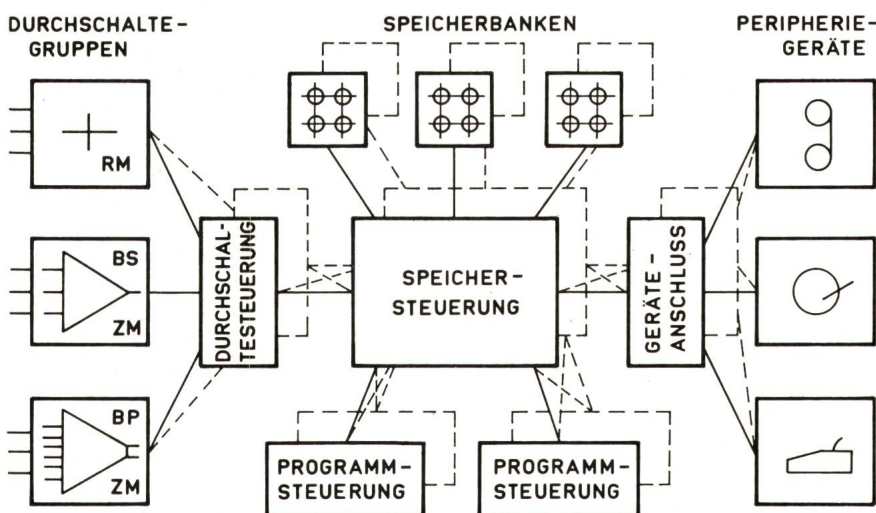 DURCHSCHALTE-
GRUPPEN
SPEICHERBANKEN
PERIPHERIE-
GERÄTE
RM
BS
ZM
BP
ZM
DURCHSCHAL-
TESTEUERUNG
SPEICHER-
STEUERUNG
GERÄTE-
ANSCHLUSS
PROGRAMM-
STEUERUNG
PROGRAMM-
STEUERUNG